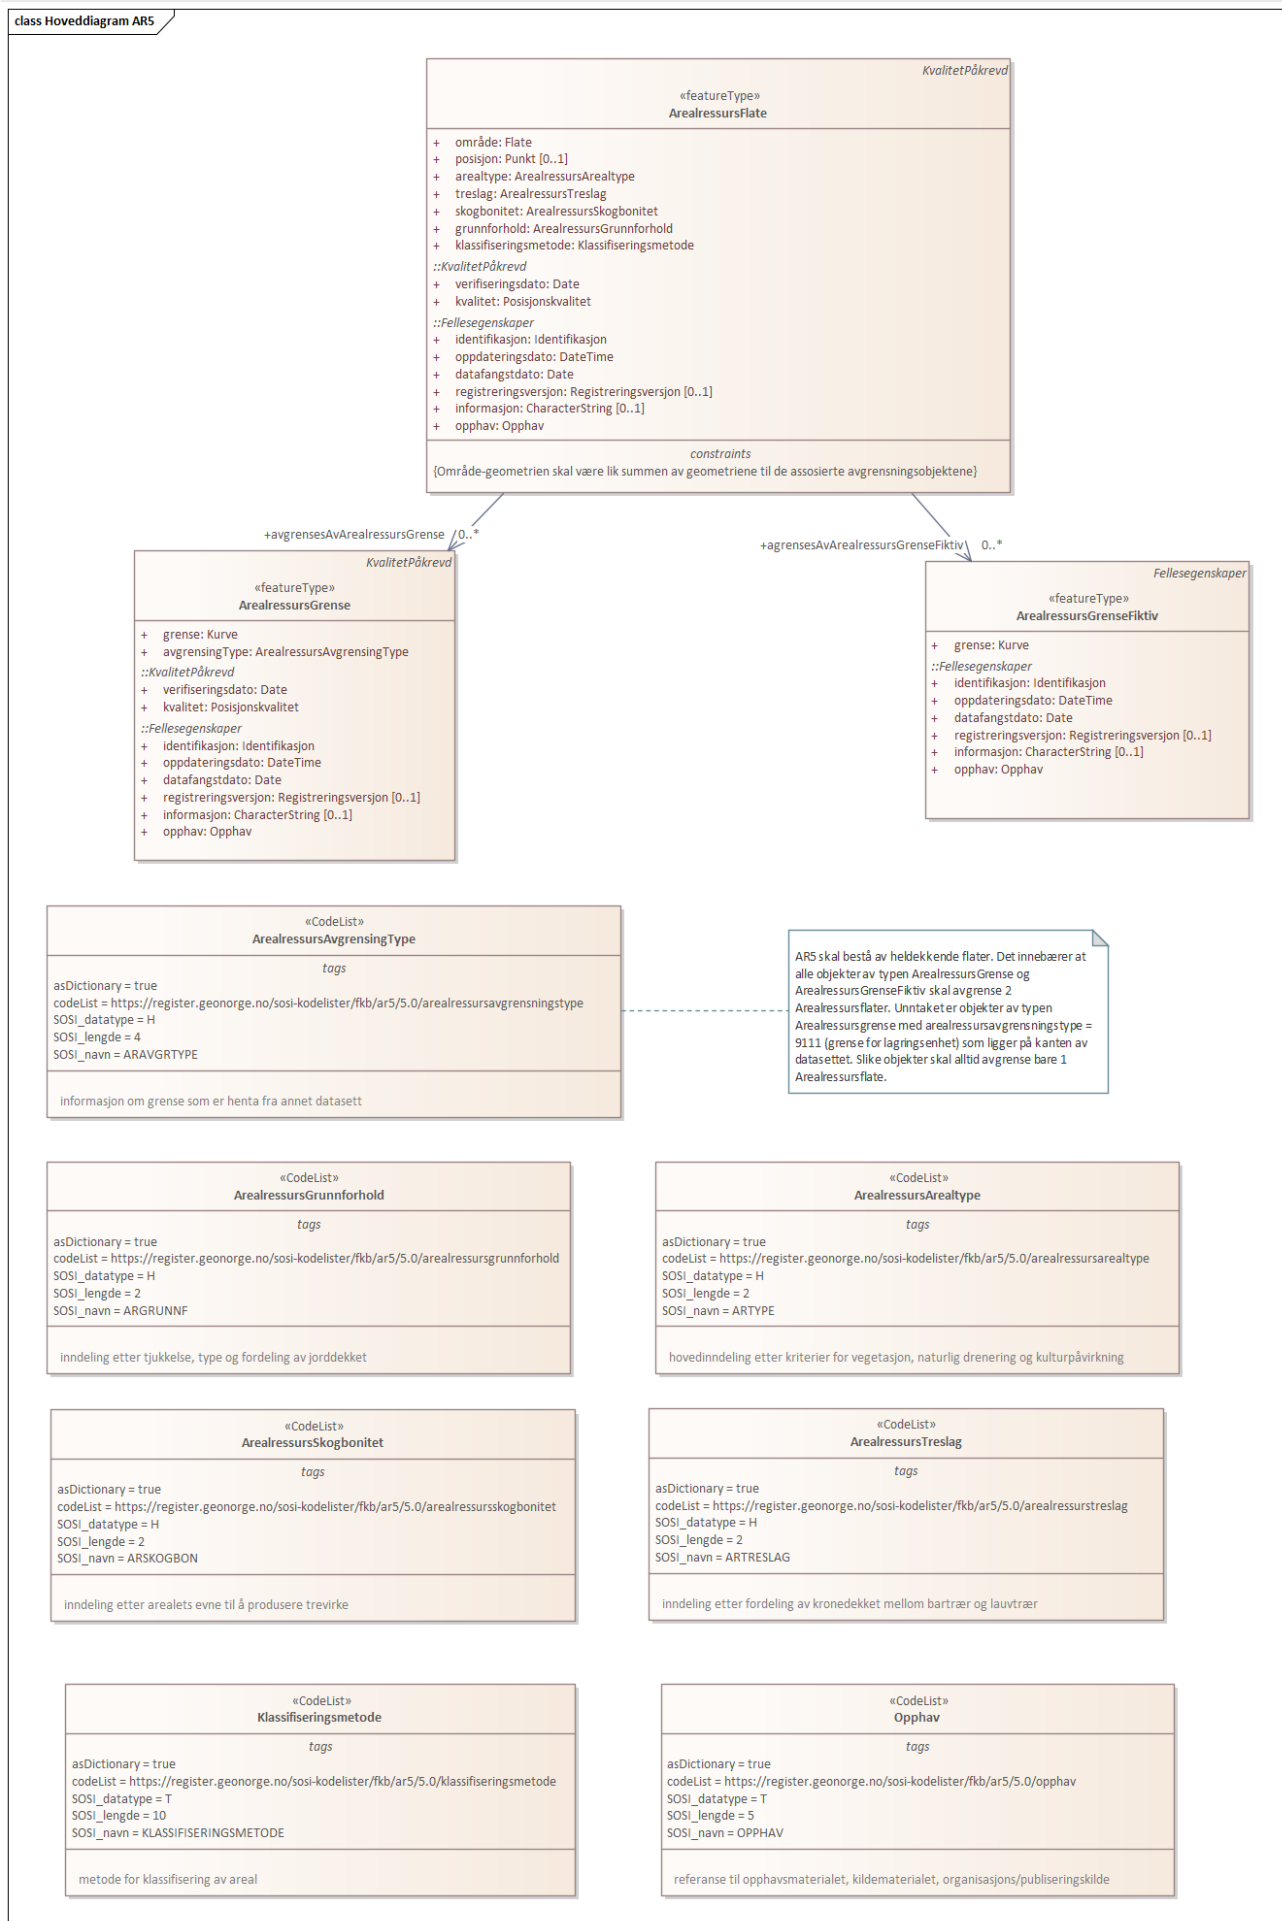 class Hoveddiagram AR5
KvalitetPåkrevd
«featureType»
ArealressursFlate
+ område: Flate
+ posisjon: Punkt [0..1]
+ arealtype: ArealressursArealtype
+ treslag: ArealressursTreslag
+ skogbonitet: ArealressursSkogbonitet
+ grunnforhold: ArealressursGrunnforhold
+ klassifiseringsmetode: Klassifiseringsmetode
::KvalitetPåkrevd
+ verifiseringsdato: Date
+ kvalitet: Posisjonskvalitet
::Fellesegenskaper
+ identifikasjon: Identifikasjon
+ oppdateringsdato: DateTime
+ datafangstdato: Date
+ registreringsversjon: Registreringsversjon [0..1]
+ informasjon: CharacterString [0..1]
+ opphav: Opphav
constraints
{Område-geometrien skal være lik summen av geometriene til de assosierte avgrensningsobjektene}
+avgrensesAvArealressursGrense 0..*
+agrensesAvArealressursGrenseFiktiv 0..*
KvalitetPåkrevd
«featureType»
ArealressursGrense
+ grense: Kurve
+ avgrensingType: ArealressursAvgrensingType
::KvalitetPåkrevd
+ verifiseringsdato: Date
+ kvalitet: Posisjonskvalitet
::Fellesegenskaper
+ identifikasjon: Identifikasjon
+ oppdateringsdato: DateTime
+ datafangstdato: Date
+ registreringsversjon: Registreringsversjon [0..1]
+ informasjon: CharacterString [0..1]
+ opphav: Opphav
Fellesegenskaper
«featureType»
ArealressursGrenseFiktiv
+ grense: Kurve
::Fellesegenskaper
+ identifikasjon: Identifikasjon
+ oppdateringsdato: DateTime
+ datafangstdato: Date
+ registreringsversjon: Registreringsversjon [0..1]
+ informasjon: CharacterString [0..1]
+ opphav: Opphav
«CodeList»
ArealressursAvgrensingType
tags
asDictionary = true
codeList = https://register.geonorge.no/sosi-kodelister/fkb/ar5/5.0/arealressursavgrensningstype
SOSI_datatype = H
SOSI_lengde = 4
SOSI_navn = ARAVGRTYPE
informasjon om grense som er henta fra annet datasett
AR5 skal bestå av heldekkende flater. Det innebærer at
alle objekter av typen ArealressursGrense og
ArealressursGrenseFiktiv skal avgrense 2
Arealressursflater. Unntaket er objekter av typen
Arealressursgrense med arealressursavgrensningstype =
9111 (grense for lagringsenhet) som ligger på kanten av
datasettet. Slike objekter skal alltid avgrense bare 1
Arealressursflate.
«CodeList»
ArealressursGrunnforhold
tags
asDictionary = true
codeList = https://register.geonorge.no/sosi-kodelister/fkb/ar5/5.0/arealressursgrunnforhold
SOSI_datatype = H
SOSI_lengde = 2
SOSI_navn = ARGRUNNF
inndeling etter tjukkelse, type og fordeling av jorddekket
«CodeList»
ArealressursArealtype
tags
asDictionary = true
codeList = https://register.geonorge.no/sosi-kodelister/fkb/ar5/5.0/arealressursarealtype
SOSI_datatype = H
SOSI_lengde = 2
SOSI_navn = ARTYPE
hovedinndeling etter kriterier for vegetasjon, naturlig drenering og kulturpåvirkning
«CodeList»
ArealressursSkogbonitet
tags
asDictionary = true
codeList = https://register.geonorge.no/sosi-kodelister/fkb/ar5/5.0/arealressursskogbonitet
SOSI_datatype = H
SOSI_lengde = 2
SOSI_navn = ARSKOGBON
inndeling etter arealets evne til å produsere trevirke
«CodeList»
ArealressursTreslag
tags
asDictionary = true
codeList = https://register.geonorge.no/sosi-kodelister/fkb/ar5/5.0/arealressurstreslag
SOSI_datatype = H
SOSI_lengde = 2
SOSI_navn = ARTRESLAG
inndeling etter fordeling av kronedekket mellom bartrær og lauvtrær
«CodeList»
Klassifiseringsmetode
tags
asDictionary = true
codeList = https://register.geonorge.no/sosi-kodelister/fkb/ar5/5.0/klassifiseringsmetode
SOSI_datatype = T
SOSI_lengde = 10
SOSI_navn = KLASSIFISERINGSMETODE
metode for klassifisering av areal
«CodeList»
Opphav
tags
asDictionary = true
codeList = https://register.geonorge.no/sosi-kodelister/fkb/ar5/5.0/opphav
SOSI_datatype = T
SOSI_lengde = 5
SOSI_navn = OPPHAV
referanse til opphavsmaterialet, kildematerialet, organisasjons/publiseringskilde